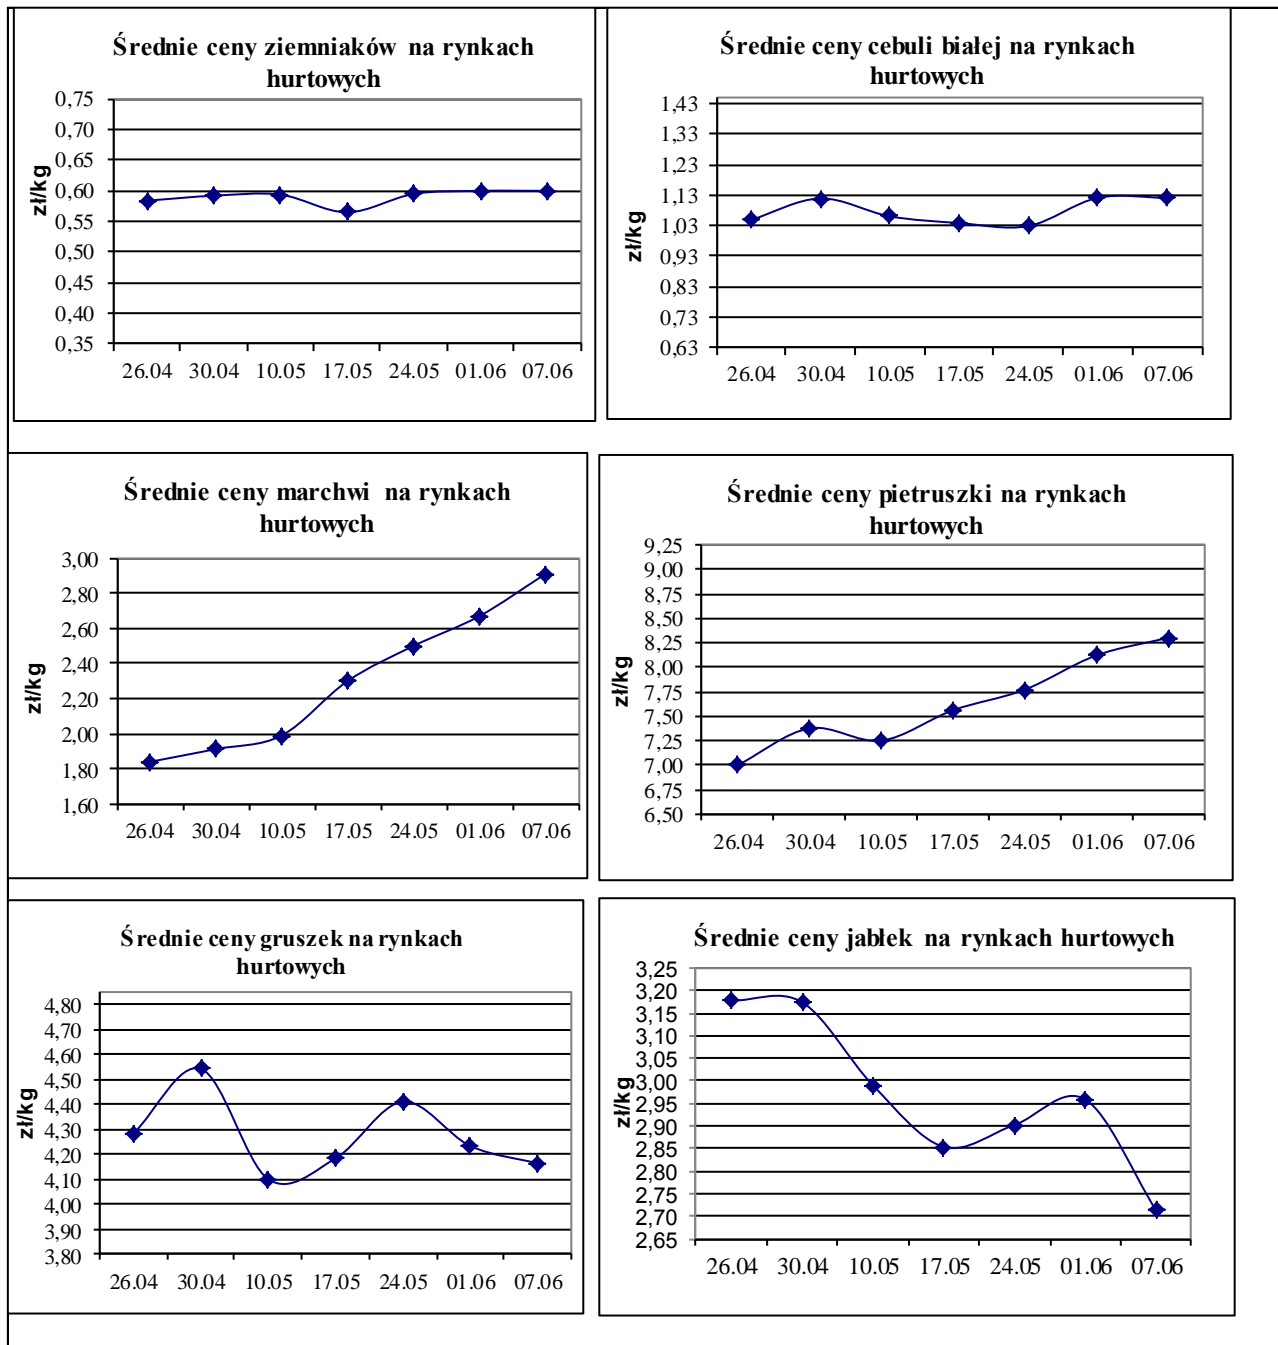 Średnie ceny ziemniaków na rynkach
hurtowych
zł/kg
0,75
0,70
0,65
0,60
0,55
0,50
0,45
0,40
0,35
26.04 30.04 10.05 17.05 24.05 01.06 07.06
Średnie ceny cebuli białej na rynkach
hurtowych
zł/kg
1,43
1,33
1,23
1,13
1,03
0,93
0,83
0,73
0,63
26.04 30.04 10.05 17.05 24.05 01.06 07.06
Średnie ceny marchwi na rynkach
hurtowych
zł/kg
3,00
2,80
2,60
2,40
2,20
2,00
1,80
1,60
26.04 30.04 10.05 17.05 24.05 01.06 07.06
Średnie ceny pietruszki na rynkach
hurtowych
zł/kg
9,25
9,00
8,75
8,50
8,25
8,00
7,75
7,50
7,25
7,00
6,75
6,50
26.04 30.04 10.05 17.05 24.05 01.06 07.06
Średnie ceny gruszek na rynkach
hurtowych
zł/kg
4,80
4,70
4,60
4,50
4,40
4,30
4,20
4,10
4,00
3,90
3,80
26.04 30.04 10.05 17.05 24.05 01.06 07.06
Średnie ceny jabłek na rynkach hurtowych
zł/kg
3,25
3,20
3,15
3,10
3,05
3,00
2,95
2,90
2,85
2,80
2,75
2,70
2,65
26.04 30.04 10.05 17.05 24.05 01.06 07.06